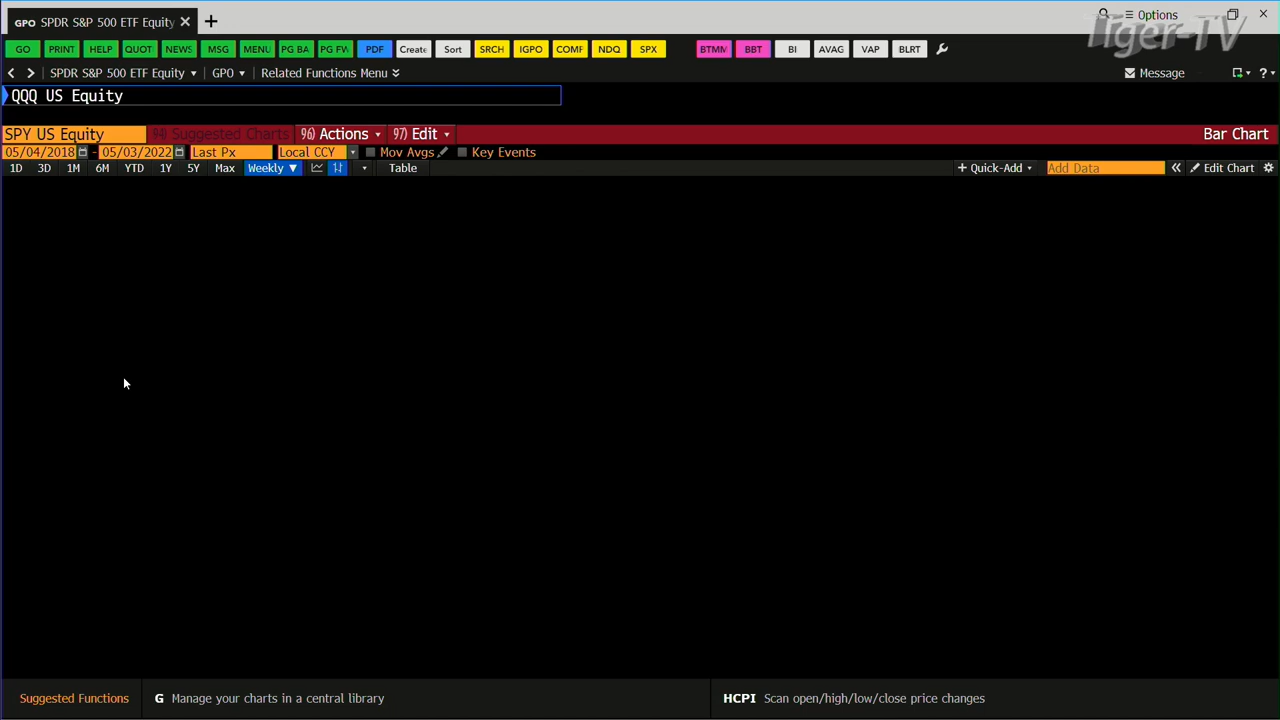 GPO SPDR S&P 500 ETF Equity
Options
Tiger-TV
GO PRINT HELP QUOT NEWS MSG MENU PG BA PG FW PDF Create Sort SRCH IGPO COMF NDQ SPX BTMM BBT BI AVAG VAP BLRT
SPDR S&P 500 ETF Equity GPO Related Functions Menu Message ?
QQQ US Equity
SPY US Equity 94) Suggested Charts 96) Actions 97) Edit Bar Chart
05/04/2018 - 05/03/2022 Last Px Local CCY Mov Avgs Key Events
1D 3D 1M 6M YTD 1Y 5Y Max Weekly ▼ Table + Quick-Add Add Data « Edit Chart
Suggested Functions G Manage your charts in a central library HCPI Scan open/high/low/close price changes